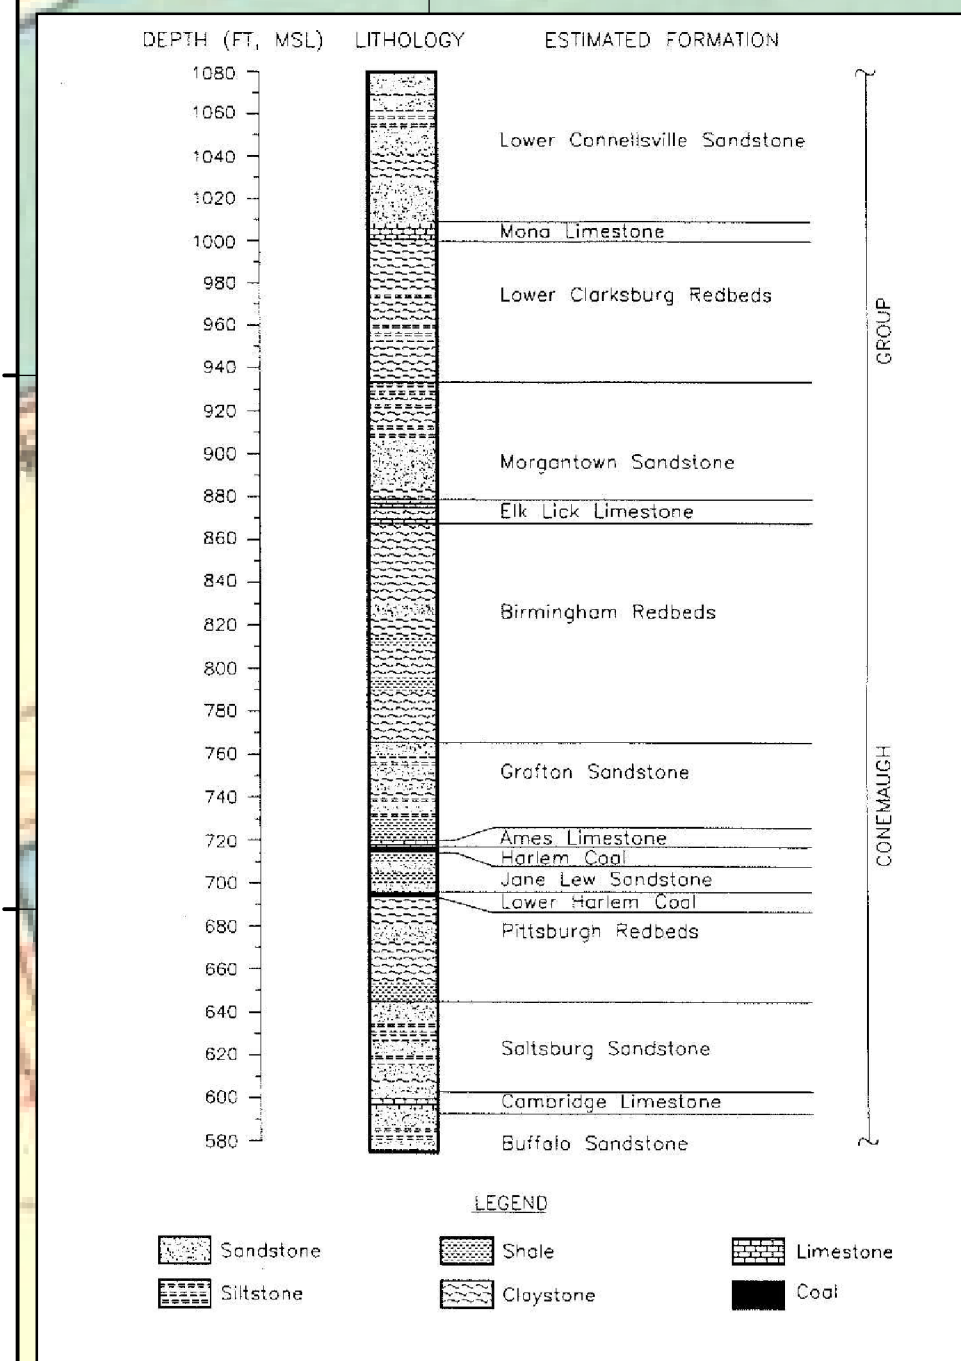 DEPTH (FT, MSL) LITHOLOGY ESTIMATED FORMATION
1080
1060
Lower Connellsville Sandstone
1040
1020
Mona Limestone
1000
980
Lower Clarksburg Redbeds
960
GROUP
940
920
900
Morgantown Sandstone
880
Elk Lick Limestone
860
840
Birmingham Redbeds
820
800
780
760
Grafton Sandstone
740
CONEMAUGH
720
Ames Limestone
Harlem Coal
700
Jane Lew Sandstone
Lower Harlem Coal
680
Pittsburgh Redbeds
660
640
Saltsburg Sandstone
620
600
Cambridge Limestone
580
Buffalo Sandstone
LEGEND
Sandstone Shale Limestone
Siltstone Claystone Coal